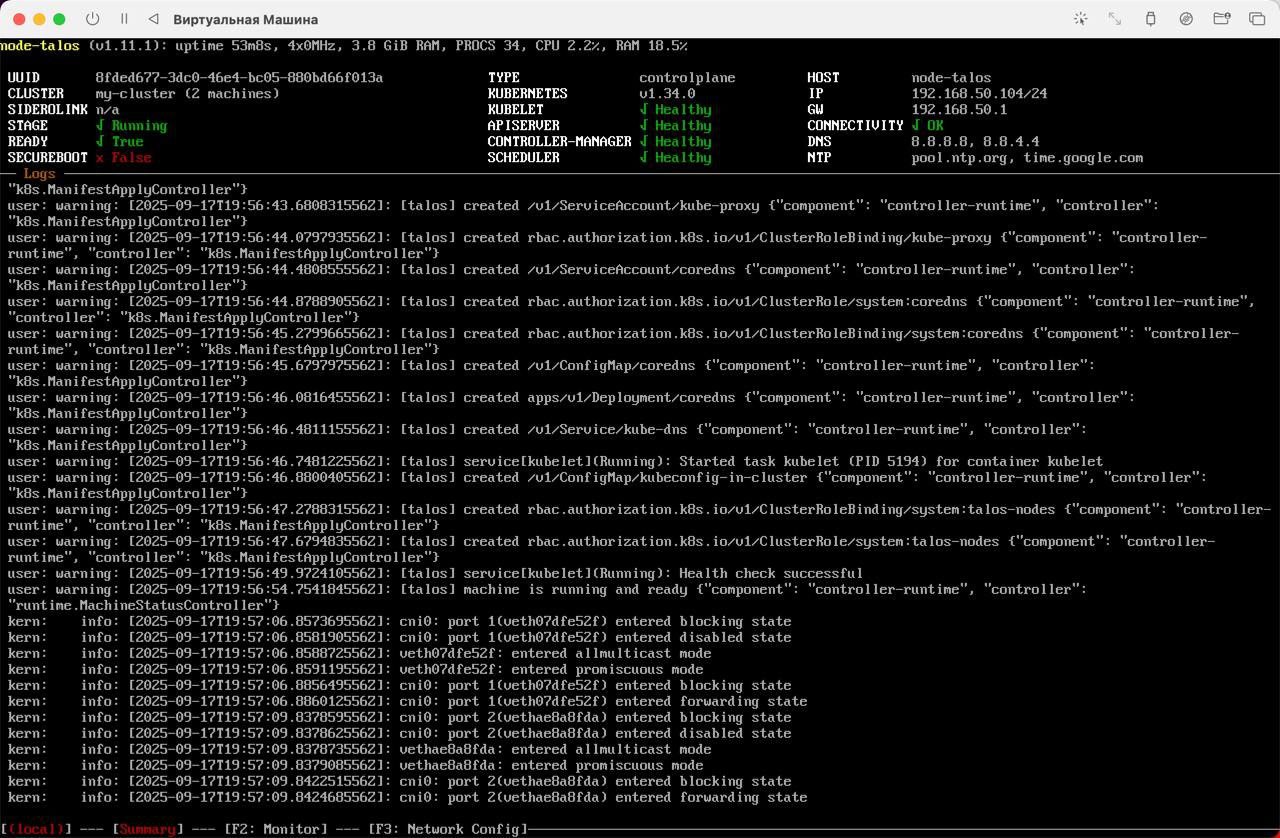 Виртуальная Машина
node-talos (v1.11.1): uptime 53m8s, 4x0MHz, 3.8 GiB RAM, PROCS 34, CPU 2.2%, RAM 18.5%
UUID 8fded677-3dc0-46e4-bc05-880bd66f013a TYPE controlplane HOST node-talos
CLUSTER my-cluster (2 machines) KUBERNETES v1.34.0 IP 192.168.50.104/24
SIDEROLINK n/a KUBELET √ Healthy GW 192.168.50.1
STAGE √ Running APISERVER √ Healthy CONNECTIVITY √ OK
READY √ True CONTROLLER-MANAGER √ Healthy DNS 8.8.8.8, 8.8.4.4
SECUREBOOT × False SCHEDULER √ Healthy NTP pool.ntp.org, time.google.com
Logs
"k8s.ManifestApplyController"}
user: warning: [2025-09-17T19:56:43.680831556Z]: [talos] created /v1/ServiceAccount/kube-proxy {"component": "controller-runtime", "controller":
"k8s.ManifestApplyController"}
user: warning: [2025-09-17T19:56:44.079793556Z]: [talos] created rbac.authorization.k8s.io/v1/ClusterRoleBinding/kube-proxy {"component": "controller-
runtime", "controller": "k8s.ManifestApplyController"}
user: warning: [2025-09-17T19:56:44.480855556Z]: [talos] created /v1/ServiceAccount/coredns {"component": "controller-runtime", "controller":
"k8s.ManifestApplyController"}
user: warning: [2025-09-17T19:56:44.878890556Z]: [talos] created rbac.authorization.k8s.io/v1/ClusterRole/system:coredns {"component": "controller-runtime",
"controller": "k8s.ManifestApplyController"}
user: warning: [2025-09-17T19:56:45.279966556Z]: [talos] created rbac.authorization.k8s.io/v1/ClusterRoleBinding/system:coredns {"component": "controller-
runtime", "controller": "k8s.ManifestApplyController"}
user: warning: [2025-09-17T19:56:45.679797556Z]: [talos] created /v1/ConfigMap/coredns {"component": "controller-runtime", "controller":
"k8s.ManifestApplyController"}
user: warning: [2025-09-17T19:56:46.081645556Z]: [talos] created apps/v1/Deployment/coredns {"component": "controller-runtime", "controller":
"k8s.ManifestApplyController"}
user: warning: [2025-09-17T19:56:46.481115556Z]: [talos] created /v1/Service/kube-dns {"component": "controller-runtime", "controller":
"k8s.ManifestApplyController"}
user: warning: [2025-09-17T19:56:46.748122556Z]: [talos] service[kubelet](Running): Started task kubelet (PID 5194) for container kubelet
user: warning: [2025-09-17T19:56:46.880040556Z]: [talos] created /v1/ConfigMap/kubeconfig-in-cluster {"component": "controller-runtime", "controller":
"k8s.ManifestApplyController"}
user: warning: [2025-09-17T19:56:47.278831556Z]: [talos] created rbac.authorization.k8s.io/v1/ClusterRoleBinding/system:talos-nodes {"component": "controller-
runtime", "controller": "k8s.ManifestApplyController"}
user: warning: [2025-09-17T19:56:47.679483556Z]: [talos] created rbac.authorization.k8s.io/v1/ClusterRole/system:talos-nodes {"component": "controller-
runtime", "controller": "k8s.ManifestApplyController"}
user: warning: [2025-09-17T19:56:49.972410556Z]: [talos] service[kubelet](Running): Health check successful
user: warning: [2025-09-17T19:56:54.754184556Z]: [talos] machine is running and ready {"component": "controller-runtime", "controller":
"runtime.MachineStatusController"}
kern: info: [2025-09-17T19:57:06.857369556Z]: cni0: port 1(veth07dfe52f) entered blocking state
kern: info: [2025-09-17T19:57:06.858190556Z]: cni0: port 1(veth07dfe52f) entered disabled state
kern: info: [2025-09-17T19:57:06.858872556Z]: veth07dfe52f: entered allmulticast mode
kern: info: [2025-09-17T19:57:06.859119556Z]: veth07dfe52f: entered promiscuous mode
kern: info: [2025-09-17T19:57:06.885649556Z]: cni0: port 1(veth07dfe52f) entered blocking state
kern: info: [2025-09-17T19:57:06.886012556Z]: cni0: port 1(veth07dfe52f) entered forwarding state
kern: info: [2025-09-17T19:57:09.837859556Z]: cni0: port 2(vethae8a8fda) entered blocking state
kern: info: [2025-09-17T19:57:09.837862556Z]: cni0: port 2(vethae8a8fda) entered disabled state
kern: info: [2025-09-17T19:57:09.837873556Z]: vethae8a8fda: entered allmulticast mode
kern: info: [2025-09-17T19:57:09.837908556Z]: vethae8a8fda: entered promiscuous mode
kern: info: [2025-09-17T19:57:09.842251556Z]: cni0: port 2(vethae8a8fda) entered blocking state
kern: info: [2025-09-17T19:57:09.842468556Z]: cni0: port 2(vethae8a8fda) entered forwarding state
[(local)] --- [Summary] --- [F2: Monitor] --- [F3: Network Config]